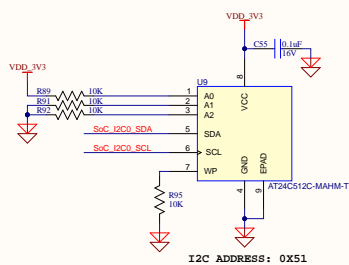 VDD_3V3
C55 0.1uF
16V
VDD_3V3
U9
8
R89 10K 1 A0 VCC
R91 10K 2 A1
R92 10K 3 A2
SoC_I2C0_SDA 5 SDA
SoC_I2C0_SCL 6 SCL
7 WP GND EPAD
AT24C512C-MAHM-T
R95
10K
4 9
I2C ADDRESS: 0X51